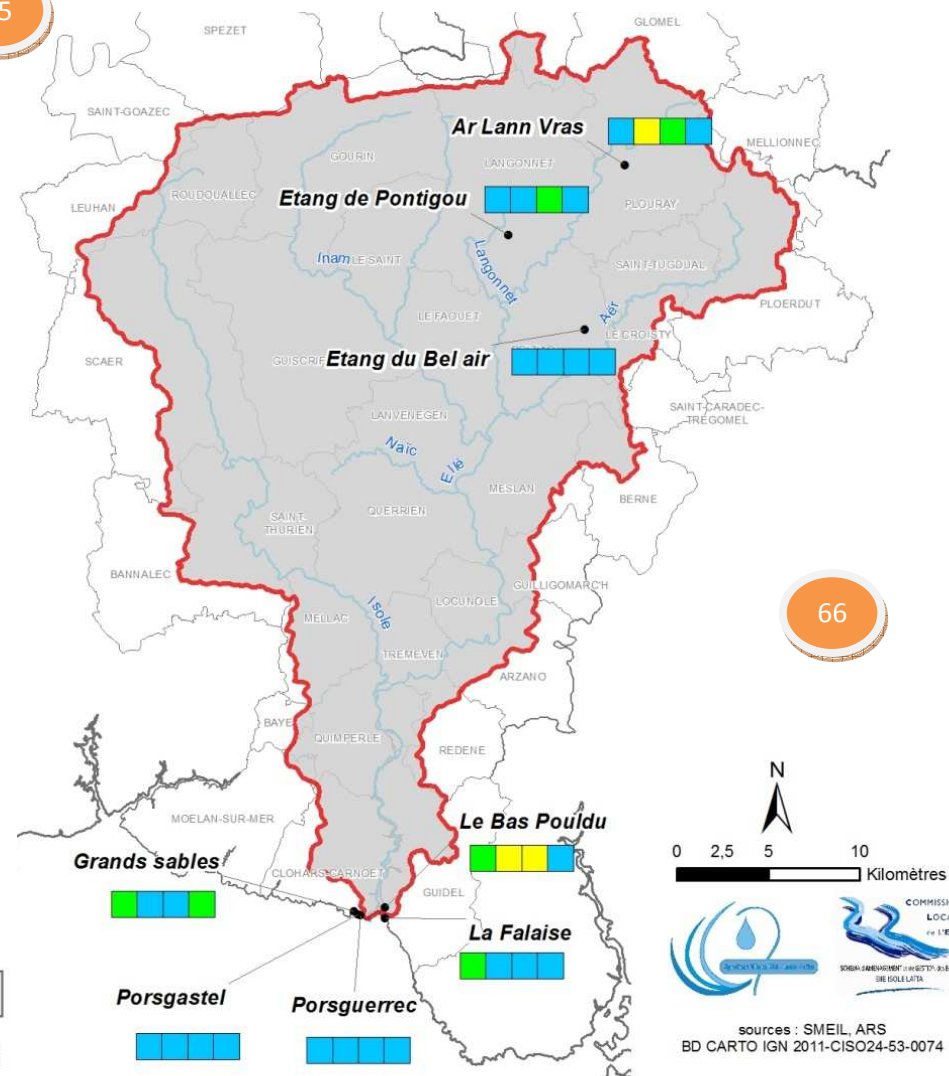 5
SPEZET
GLOMEL
SAINT-GOAZEC
Ar Lann Vras
MELLIONNEC
GOURIN
LANGONNET
LEUHAN
ROUDOUALLEC
Etang de Pontigou
PLOURAY
Inam
LE SAINT
Langonnet
SAINT-TUGDUAL
PLOERDUT
LE FAOUET
Aër
LE CROISTY
SCAER
Etang du Bel air
SAINT-CARADEC-
TREGOMEL
LANVENEGEN
Naïc
Ellé
MESLAN
BERNE
QUERRIEN
SAINT-
THURIEN
BANNALEC
GUILLIGOMARC'H
Isole
MELLAC
66
TREMEVEN
ARZANO
BAYE
QUIMPERLE
REDENE
N
MOELAN-SUR-MER
Le Bas Pouldu
0 2,5 5 10
Kilomètres
Grands sables
CLOHARS-CARNOET
GUIDEL
La Falaise
Porsgastel
Porsguerrec
ISOLE LAITA
sources : SMEIL, ARS
BD CARTO IGN 2011-CISO24-53-0074